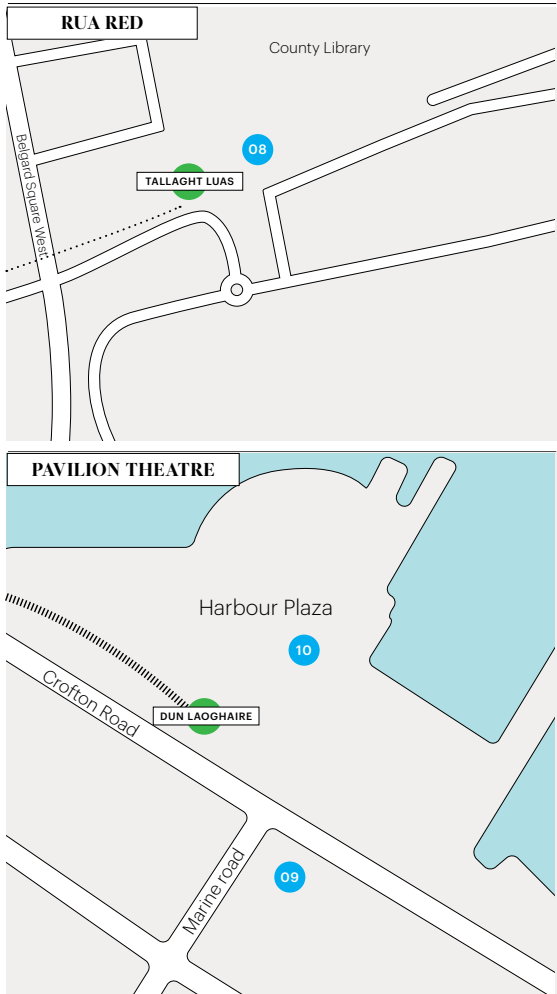 RUA RED
County Library
08
Belgard Square West
TALLAGHT LUAS
PAVILION THEATRE
Harbour Plaza
10
Crofton Road
DUN LAOGHAIRE
Marine road
09